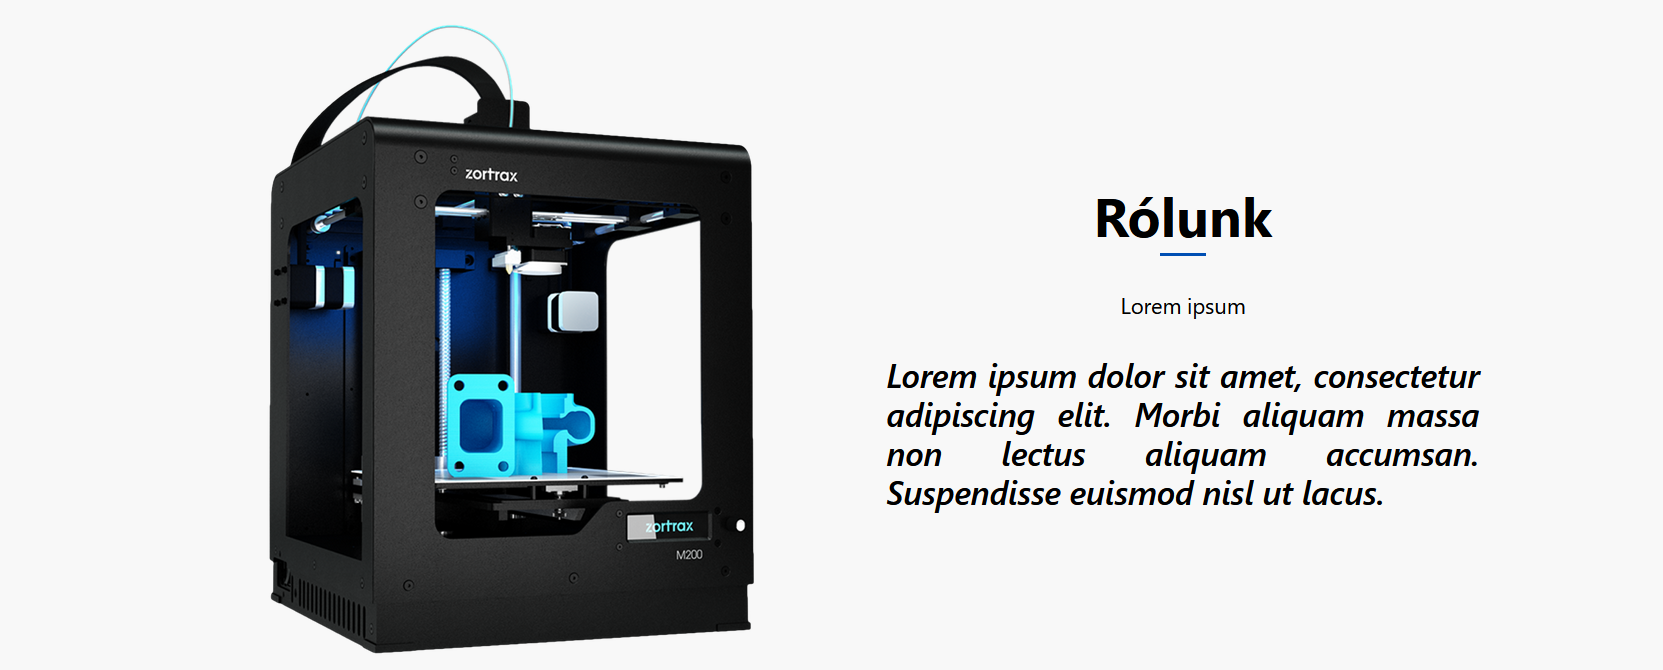 zortrax
zortrax
M200
Rólunk
Lorem ipsum
Lorem ipsum dolor sit amet, consectetur
adipiscing elit. Morbi aliquam massa
non lectus aliquam accumsan.
Suspendisse euismod nisl ut lacus.